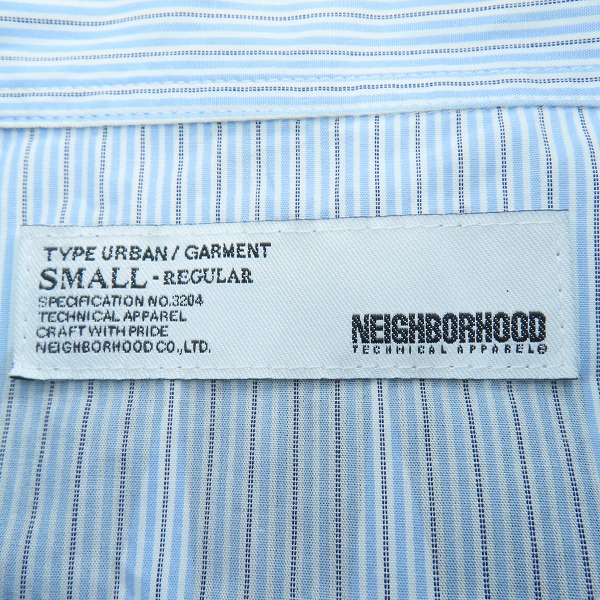 TYPE URBAN / GARMENT
SMALL - REGULAR
SPECIFICATION NO.3204
TECHNICAL APPAREL
CRAFT WITH PRIDE
NEIGHBORHOOD CO.,LTD.
NEIGHBORHOOD
TECHNICAL APPAREL®